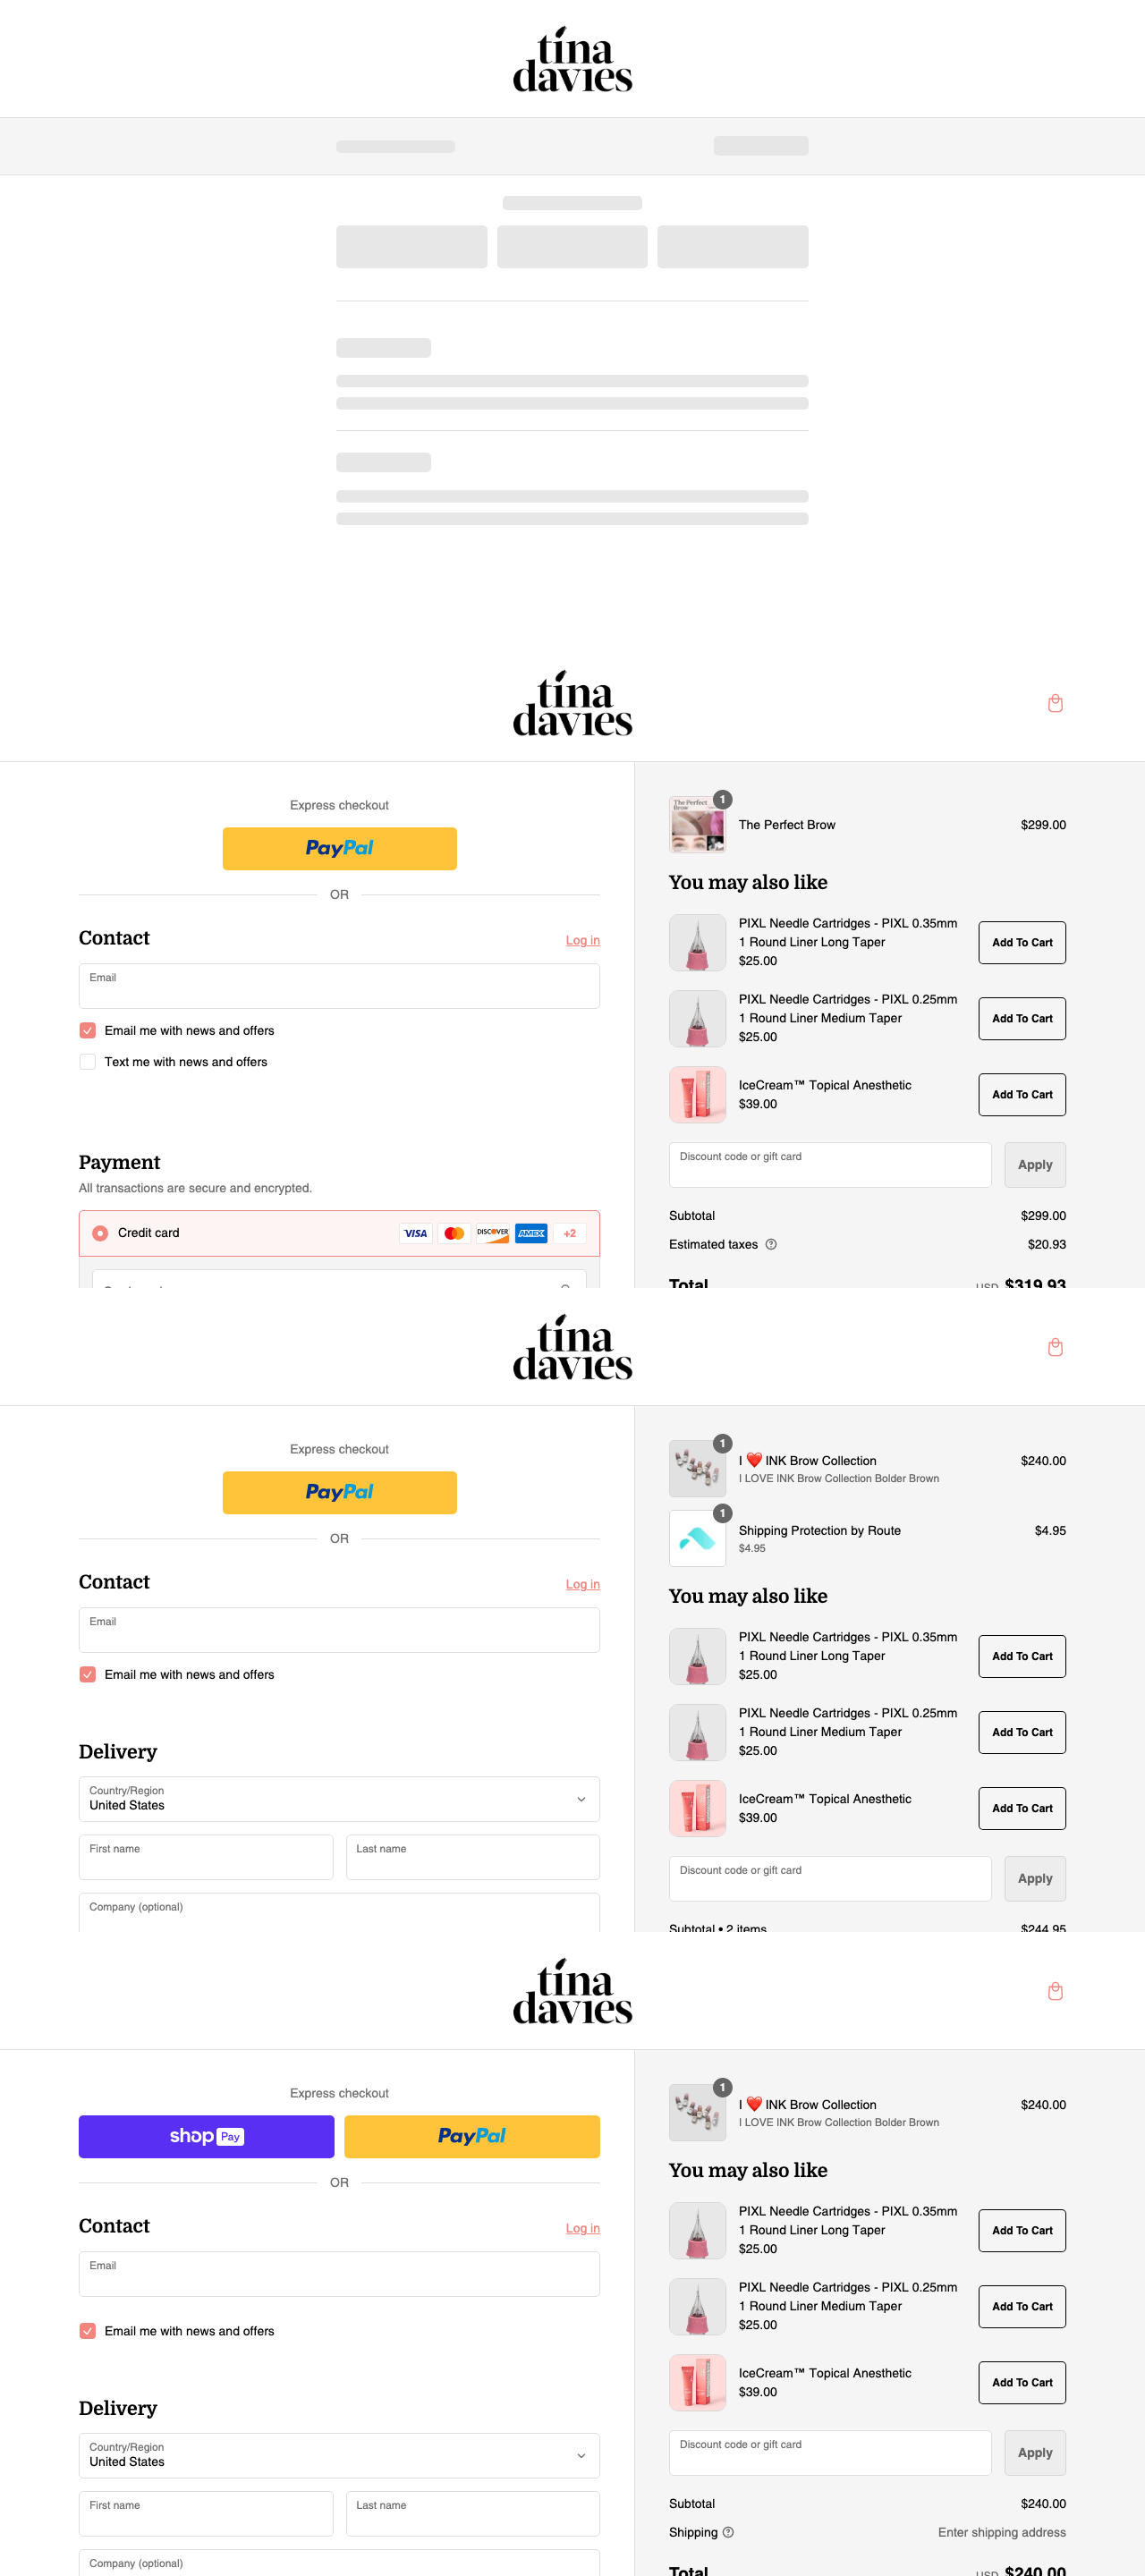 tina
davies
tina
davies
Express checkout
PayPal
OR
Contact
Log in
Email
Email me with news and offers
Text me with news and offers
Payment
All transactions are secure and encrypted.
Credit card
VISA
DISCOVER
AMEX
+2
The Perfect
Brow
1
The Perfect Brow
$299.00
You may also like
PIXL Needle Cartridges - PIXL 0.35mm
1 Round Liner Long Taper
$25.00
Add To Cart
PIXL Needle Cartridges - PIXL 0.25mm
1 Round Liner Medium Taper
$25.00
Add To Cart
IceCream™ Topical Anesthetic
$39.00
Add To Cart
Discount code or gift card
Apply
Subtotal
$299.00
Estimated taxes
$20.93
Total
USD $319.93
tina
davies
Express checkout
PayPal
OR
Contact
Log in
Email
Email me with news and offers
Delivery
Country/Region
United States
First name
Last name
Company (optional)
1
I ❤️ INK Brow Collection
I LOVE INK Brow Collection Bolder Brown
$240.00
1
Shipping Protection by Route
$4.95
$4.95
You may also like
PIXL Needle Cartridges - PIXL 0.35mm
1 Round Liner Long Taper
$25.00
Add To Cart
PIXL Needle Cartridges - PIXL 0.25mm
1 Round Liner Medium Taper
$25.00
Add To Cart
IceCream™ Topical Anesthetic
$39.00
Add To Cart
Discount code or gift card
Apply
Subtotal • 2 items
$244.95
tina
davies
Express checkout
shop Pay
PayPal
OR
Contact
Log in
Email
Email me with news and offers
Delivery
Country/Region
United States
First name
Last name
Company (optional)
1
I ❤️ INK Brow Collection
I LOVE INK Brow Collection Bolder Brown
$240.00
You may also like
PIXL Needle Cartridges - PIXL 0.35mm
1 Round Liner Long Taper
$25.00
Add To Cart
PIXL Needle Cartridges - PIXL 0.25mm
1 Round Liner Medium Taper
$25.00
Add To Cart
IceCream™ Topical Anesthetic
$39.00
Add To Cart
Discount code or gift card
Apply
Subtotal
$240.00
Shipping
Enter shipping address
Total
USD $240.00